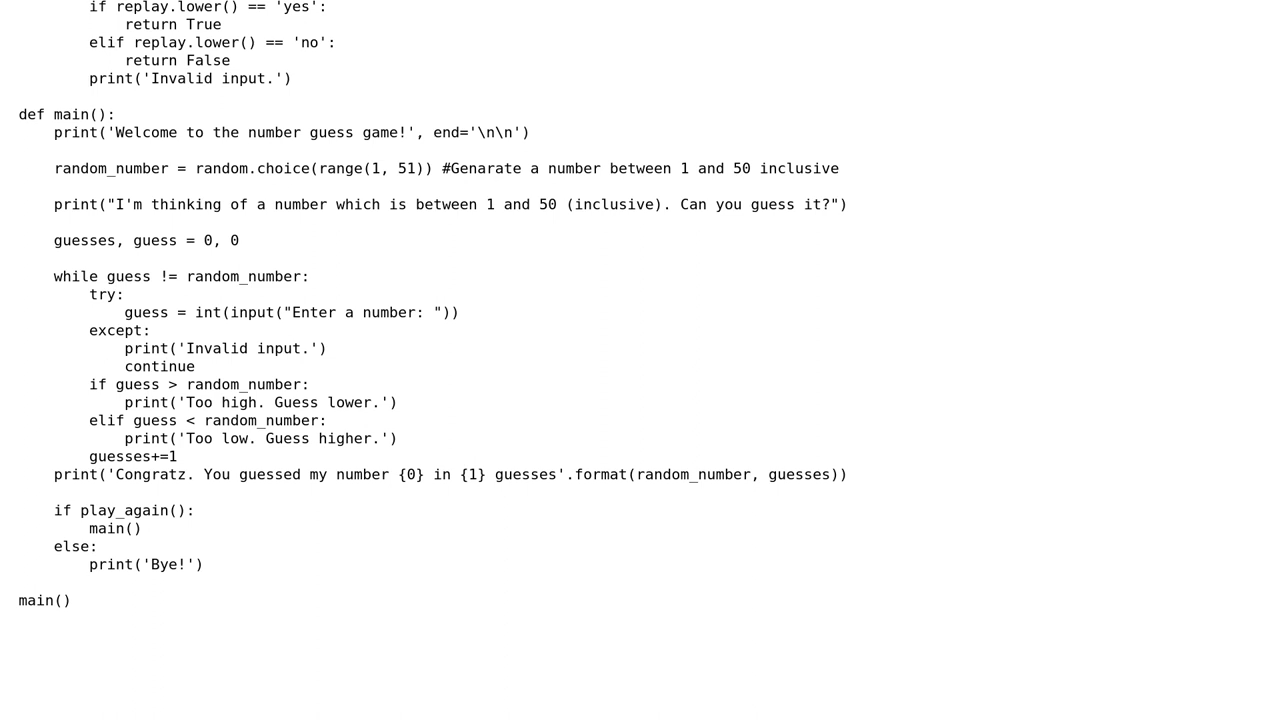 if replay.lower() == 'yes':
            return True
        elif replay.lower() == 'no':
            return False
        print('Invalid input.')

def main():
    print('Welcome to the number guess game!', end='\n\n')

    random_number = random.choice(range(1, 51)) #Genarate a number between 1 and 50 inclusive

    print("I'm thinking of a number which is between 1 and 50 (inclusive). Can you guess it?")

    guesses, guess = 0, 0

    while guess != random_number:
        try:
            guess = int(input("Enter a number: "))
        except:
            print('Invalid input.')
            continue
        if guess > random_number:
            print('Too high. Guess lower.')
        elif guess < random_number:
            print('Too low. Guess higher.')
        guesses+=1
    print('Congratz. You guessed my number {0} in {1} guesses'.format(random_number, guesses))

    if play_again():
        main()
    else:
        print('Bye!')

main()